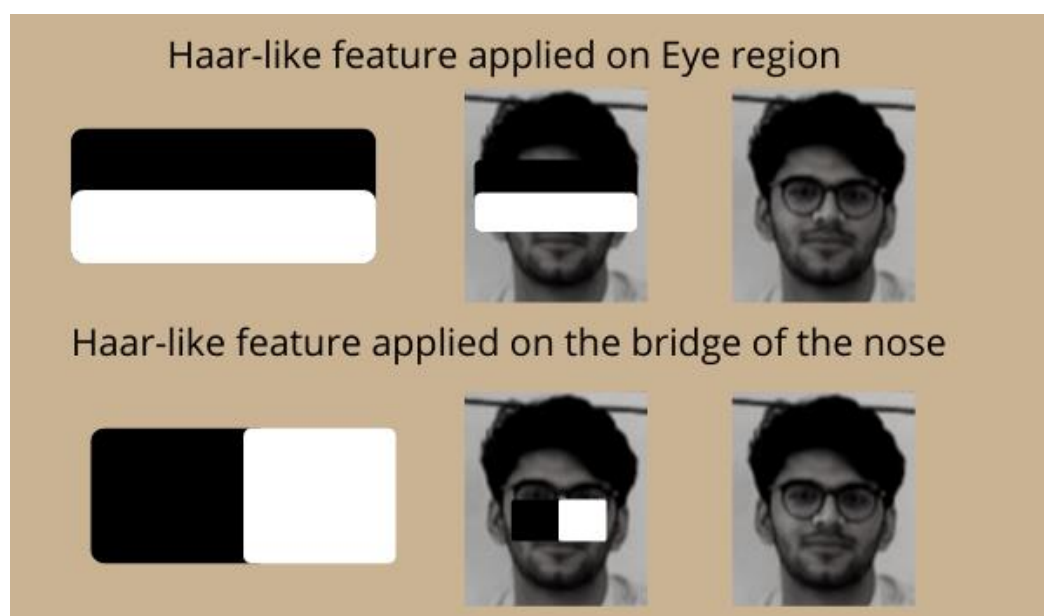 Haar-like feature applied on Eye region
Haar-like feature applied on the bridge of the nose